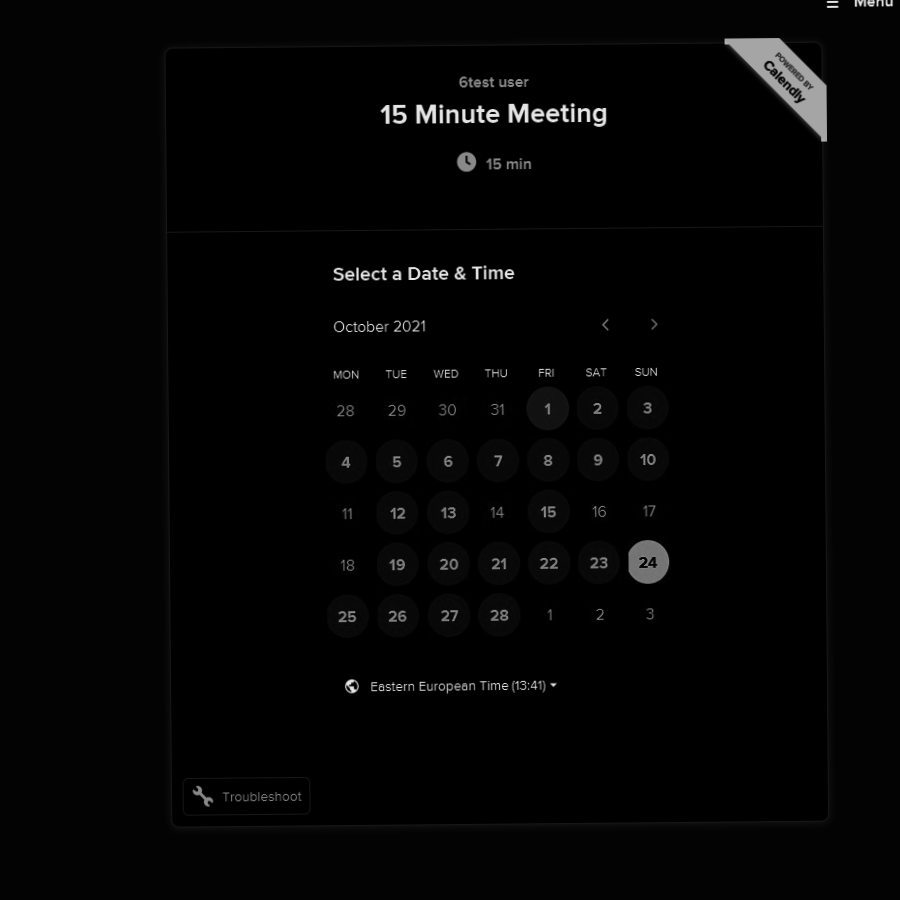 Menu
POWERED BY
Calendly
6test user
15 Minute Meeting
15 min
Select a Date & Time
October 2021
MON TUE WED THU FRI SAT SUN
28 29 30 31 1 2 3
4 5 6 7 8 9 10
11 12 13 14 15 16 17
18 19 20 21 22 23 24
25 26 27 28 1 2 3
Eastern European Time (13:41)
Troubleshoot